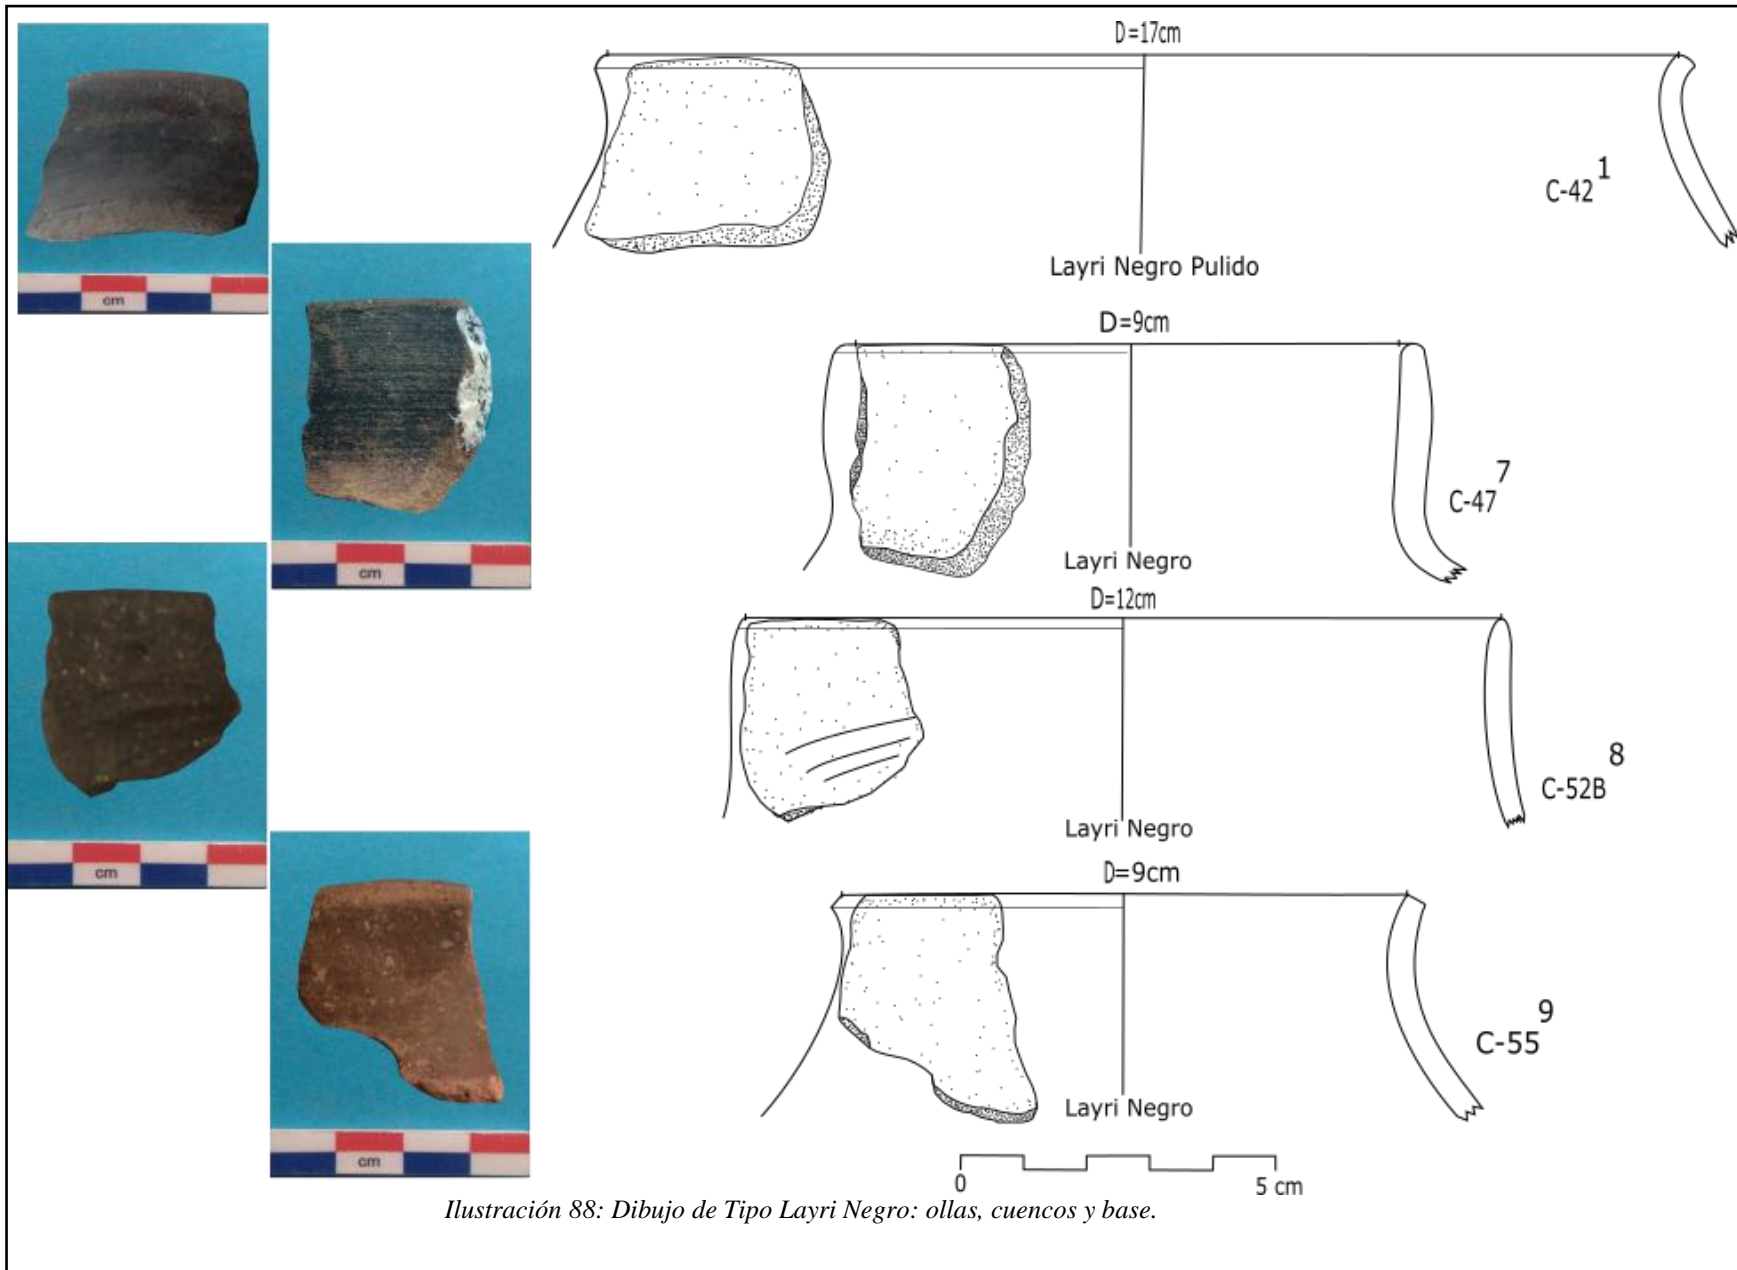 D=17cm
C-42 1
Layri Negro Pulido
cm
D=9cm
C-47 7
Layri Negro
cm
D=12cm
C-52B 8
Layri Negro
cm
D=9cm
C-55 9
Layri Negro
cm
0 5 cm
Ilustración 88: Dibujo de Tipo Layri Negro: ollas, cuencos y base.